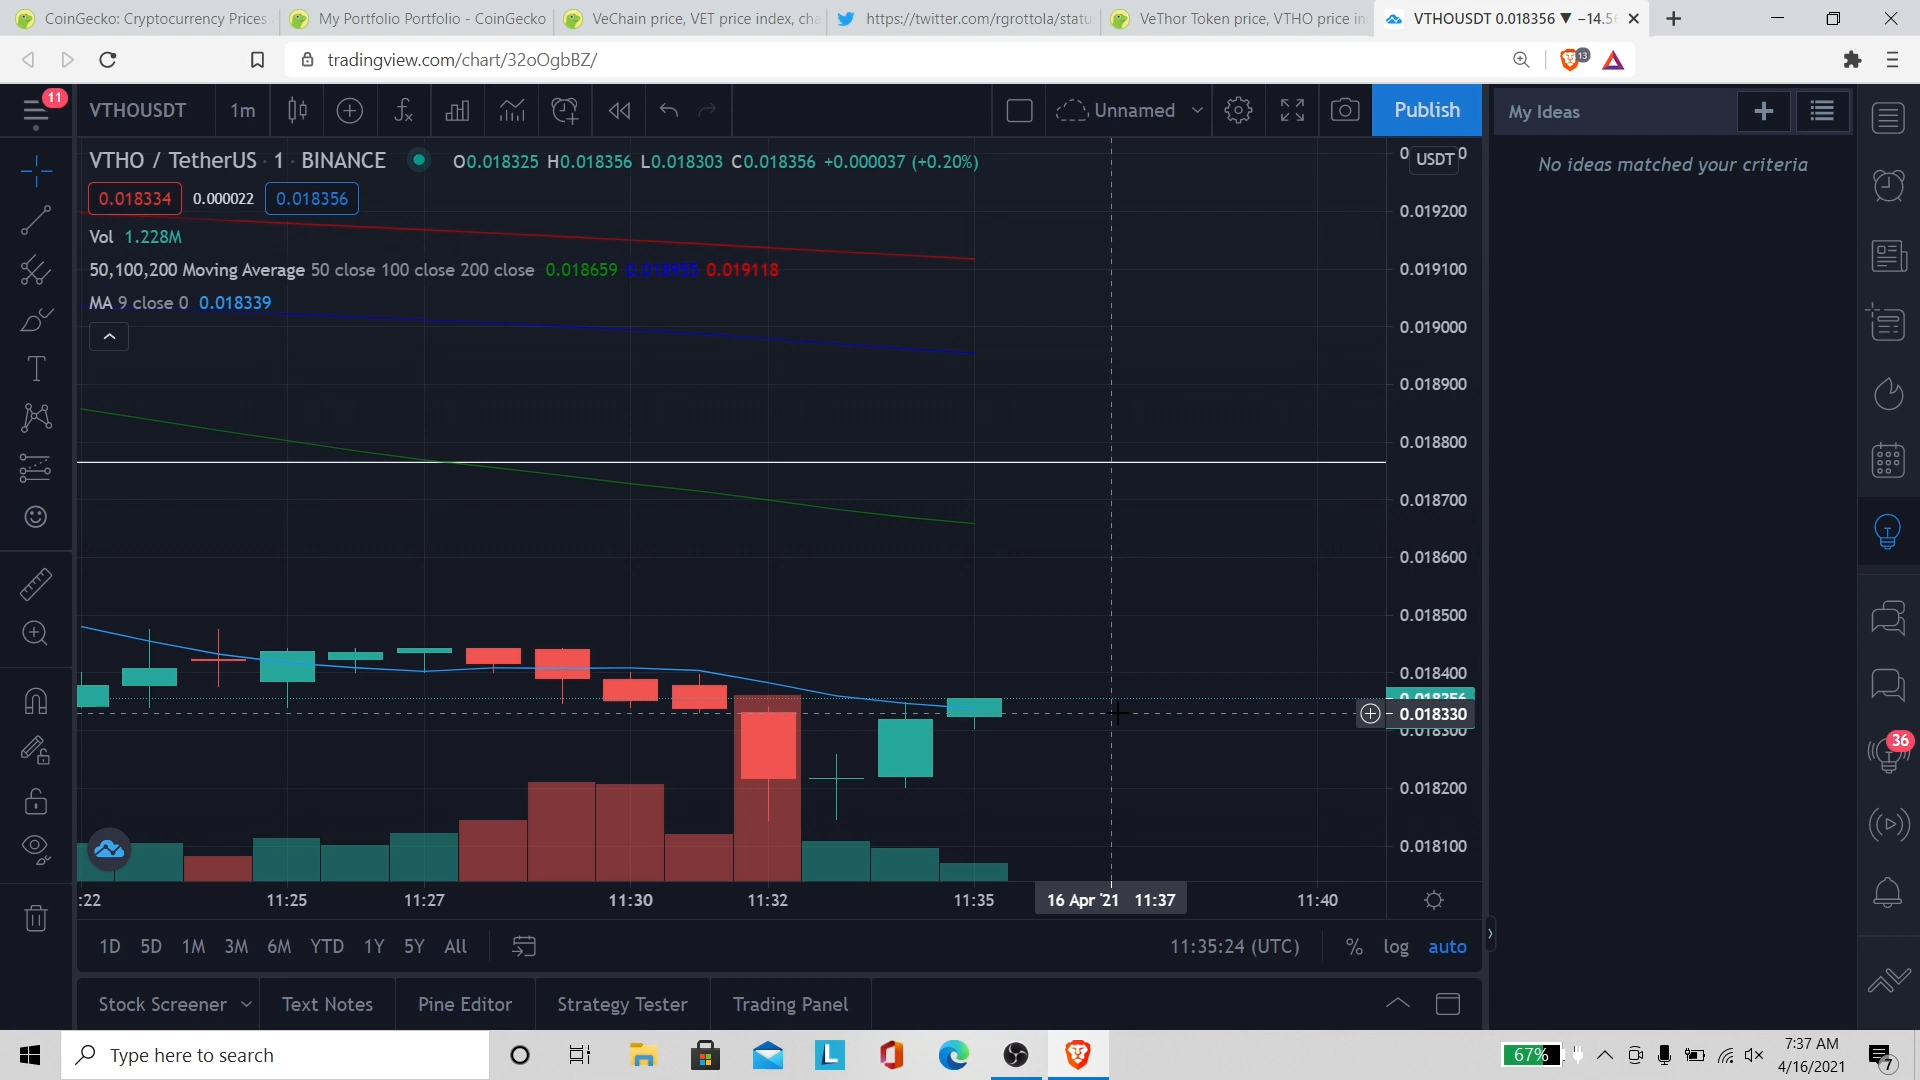 CoinGecko: Cryptocurrency Prices
My Portfolio Portfolio - CoinGecko
VeChain price, VET price index, cha
https://twitter.com/rgrottola/statu
VeThor Token price, VTHO price in
VTHOUSDT 0.018356 ▼ −14.5
tradingview.com/chart/32oOgbBZ/
13
11
VTHOUSDT
1m
Unnamed
Publish
My Ideas
VTHO / TetherUS · 1 · BINANCE
O0.018325 H0.018356 L0.018303 C0.018356 +0.000037 (+0.20%)
USDT
No ideas matched your criteria
0.018334
0.000022
0.018356
Vol 1.228M
50,100,200 Moving Average 50 close 100 close 200 close 0.018659 0.018955 0.019118
MA 9 close 0 0.018339
0.019200
0.019100
0.019000
0.018900
0.018800
0.018700
0.018600
0.018500
0.018400
0.018356
0.018330
0.018300
0.018200
0.018100
36
:22
11:25
11:27
11:30
11:32
11:35
16 Apr '21 11:37
11:40
1D 5D 1M 3M 6M YTD 1Y 5Y All
11:35:24 (UTC)
% log auto
Stock Screener
Text Notes
Pine Editor
Strategy Tester
Trading Panel
Type here to search
L
67%
7:37 AM
4/16/2021
7